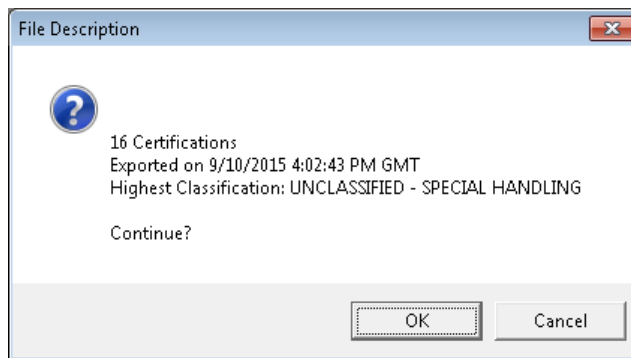 File Description
16 Certifications
Exported on 9/10/2015 4:02:43 PM GMT
Highest Classification: UNCLASSIFIED - SPECIAL HANDLING
Continue?
OK
Cancel